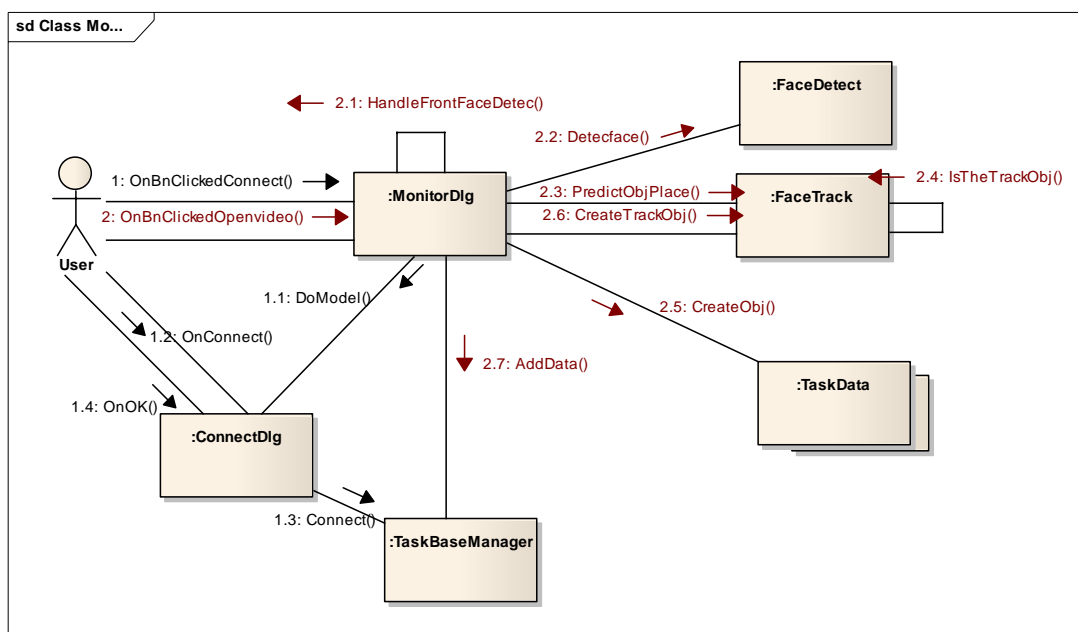 sd Class Mo...
:FaceDetect
2.1: HandleFrontFaceDetec()
2.2: Detecface()
1: OnBnClickedConnect()
:MonitorDlg
2.3: PredictObjPlace()
:FaceTrack
2.4: IsTheTrackObj()
2: OnBnClickedOpenvideo()
2.6: CreateTrackObj()
User
1.1: DoModel()
2.5: CreateObj()
1.2: OnConnect()
2.7: AddData()
:TaskData
1.4: OnOK()
:ConnectDlg
1.3: Connect()
:TaskBaseManager